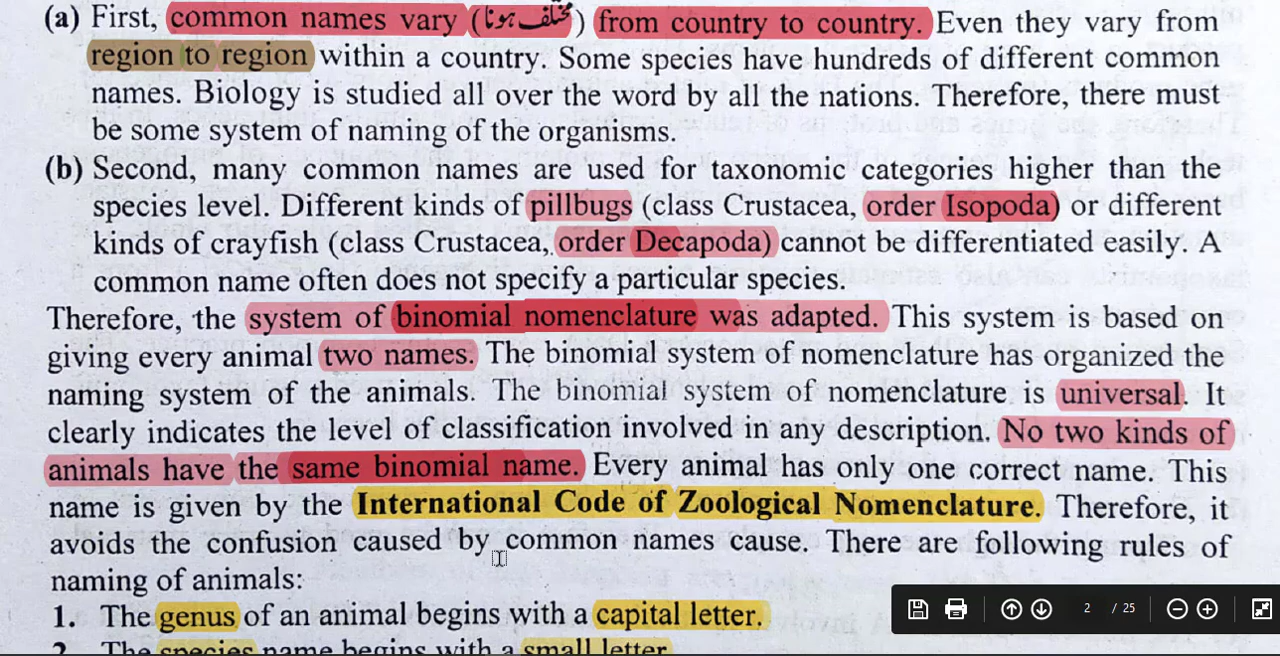 (a) First, common names vary (مختلف ہونا) from country to country. Even they vary from
region to region within a country. Some species have hundreds of different common
names. Biology is studied all over the word by all the nations. Therefore, there must
be some system of naming of the organisms.
(b) Second, many common names are used for taxonomic categories higher than the
species level. Different kinds of pillbugs (class Crustacea, order Isopoda) or different
kinds of crayfish (class Crustacea, order Decapoda) cannot be differentiated easily. A
common name often does not specify a particular species.
Therefore, the system of binomial nomenclature was adapted. This system is based on
giving every animal two names. The binomial system of nomenclature has organized the
naming system of the animals. The binomial system of nomenclature is universal. It
clearly indicates the level of classification involved in any description. No two kinds of
animals have the same binomial name. Every animal has only one correct name. This
name is given by the International Code of Zoological Nomenclature. Therefore, it
avoids the confusion caused by common names cause. There are following rules of
naming of animals:
1. The genus of an animal begins with a capital letter.
2. The species name begins with a small letter.
2 / 25